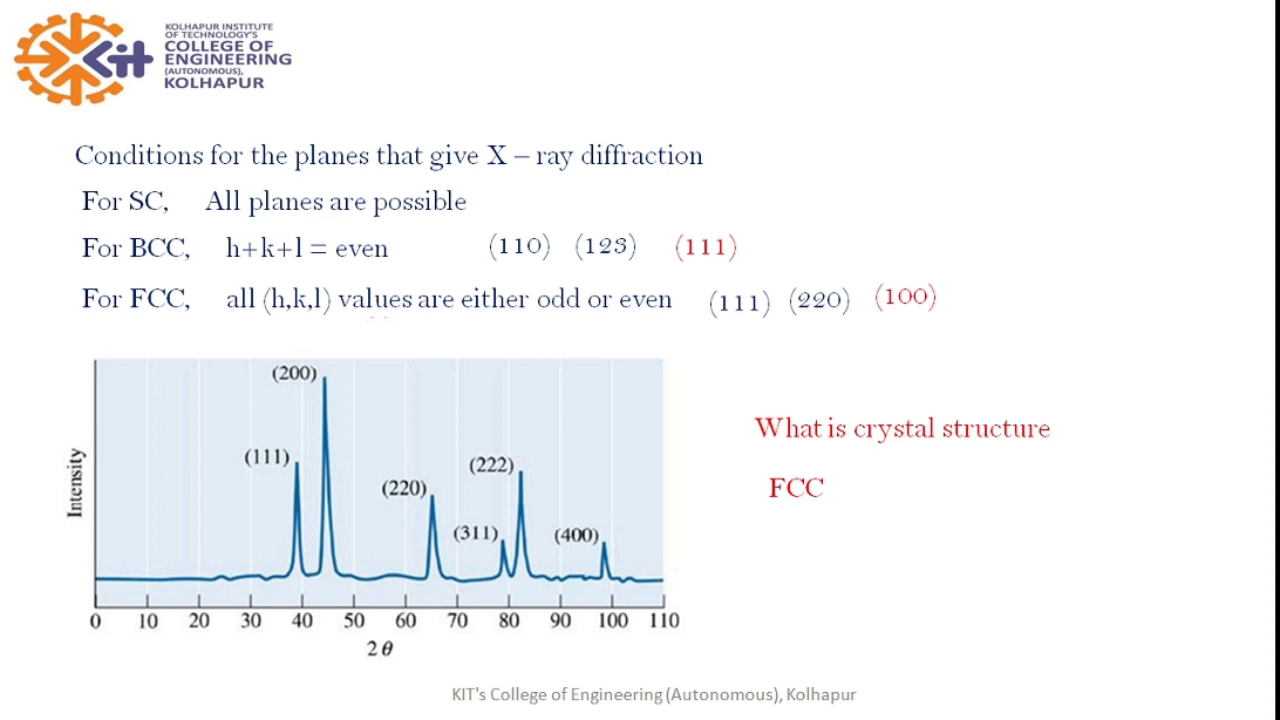 KOLHAPUR INSTITUTE
OF TECHNOLOGY'S
COLLEGE OF
ENGINEERING
(AUTONOMOUS),
KOLHAPUR
Kit
Conditions for the planes that give X – ray diffraction
For SC, All planes are possible
For BCC, h+k+l = even (110) (123) (111)
For FCC, all (h,k,l) values are either odd or even (111) (220) (100)
(200)
(111)
(222)
(220)
(311)
(400)
Intensity
0 10 20 30 40 50 60 70 80 90 100 110
2 θ
What is crystal structure
FCC
KIT's College of Engineering (Autonomous), Kolhapur